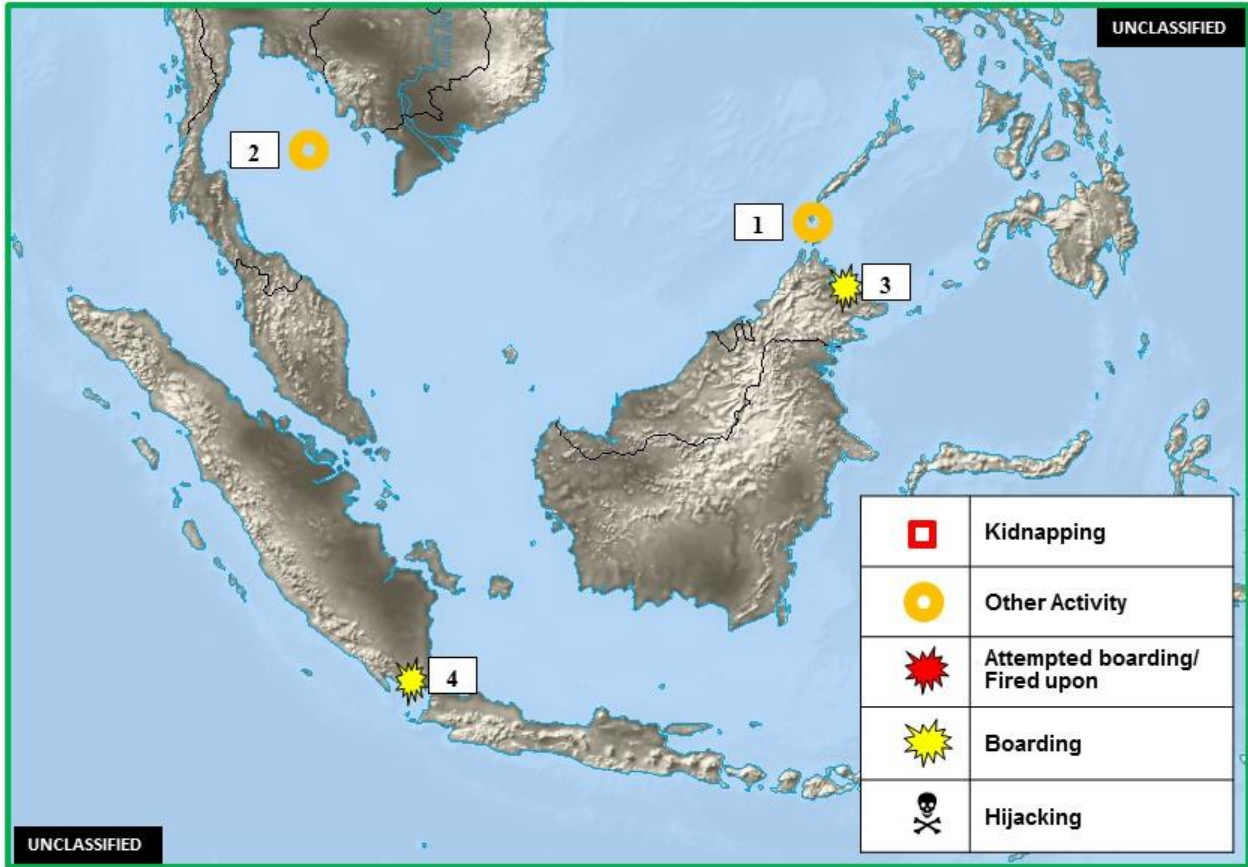 UNCLASSIFIED
2
1
3
4
Kidnapping
Other Activity
Attempted boarding/
Fired upon
Boarding
Hijacking
UNCLASSIFIED